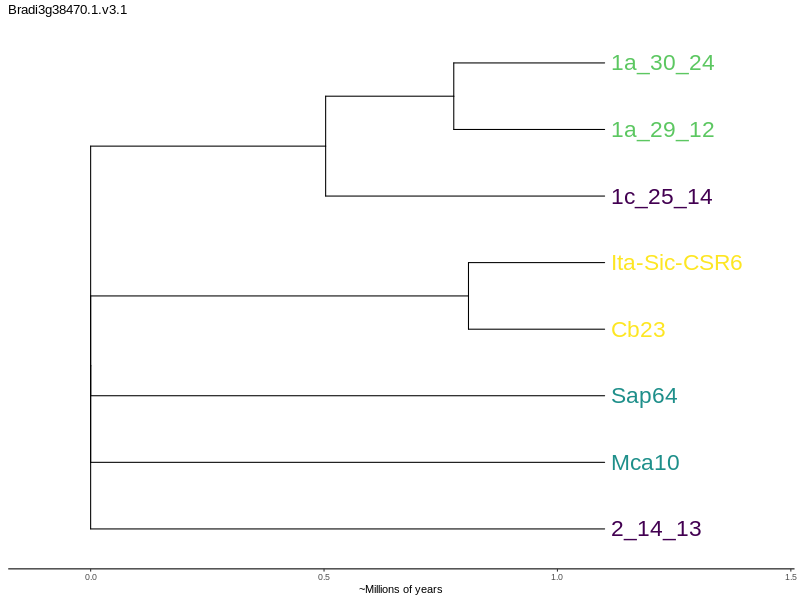 Bradi3g38470.1.v3.1
1a_30_24
1a_29_12
1c_25_14
Ita-Sic-CSR6
Cb23
Sap64
Mca10
2_14_13
0.0 0.5 1.0 1.5
~Millions of years